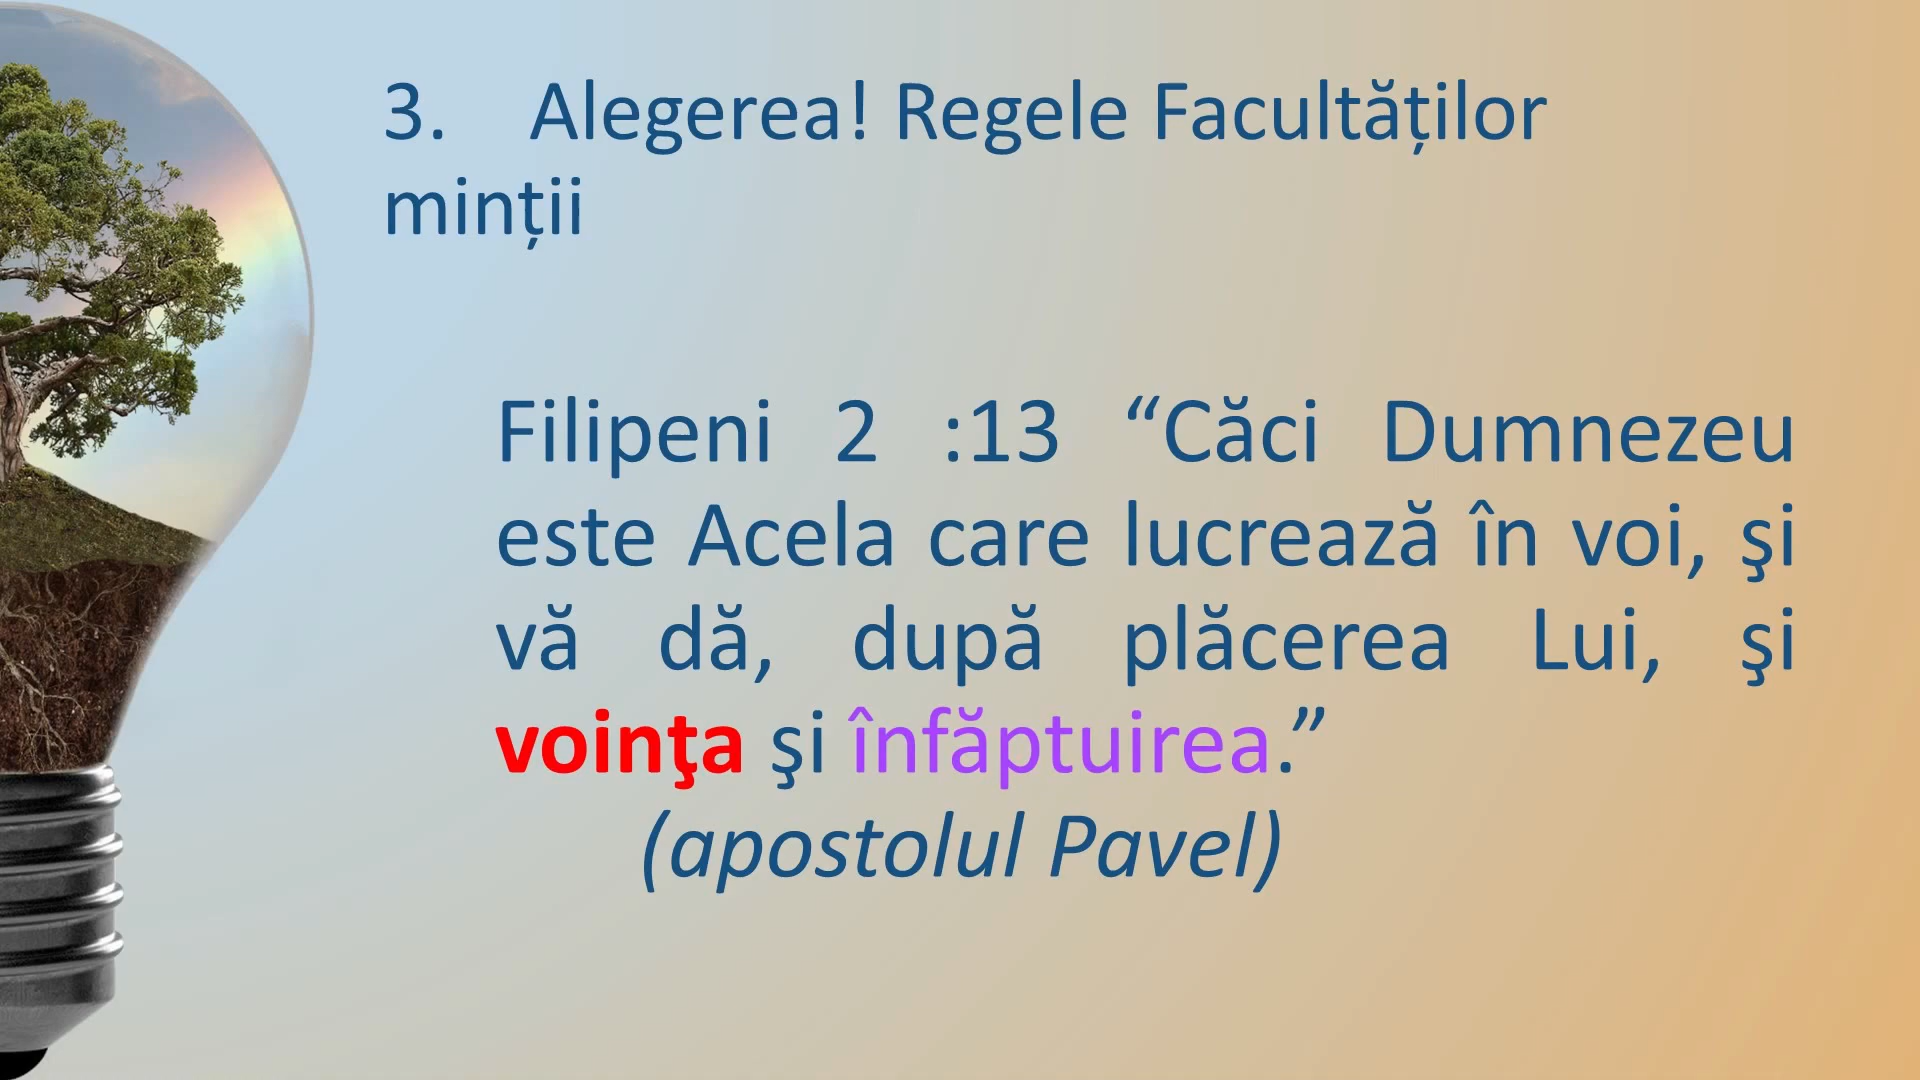 3. Alegerea! Regele Facultăților
minții
Filipeni 2 :13 “Căci Dumnezeu
este Acela care lucrează în voi, şi
vă dă, după plăcerea Lui, şi
voinţa şi înfăptuirea.”
(apostolul Pavel)